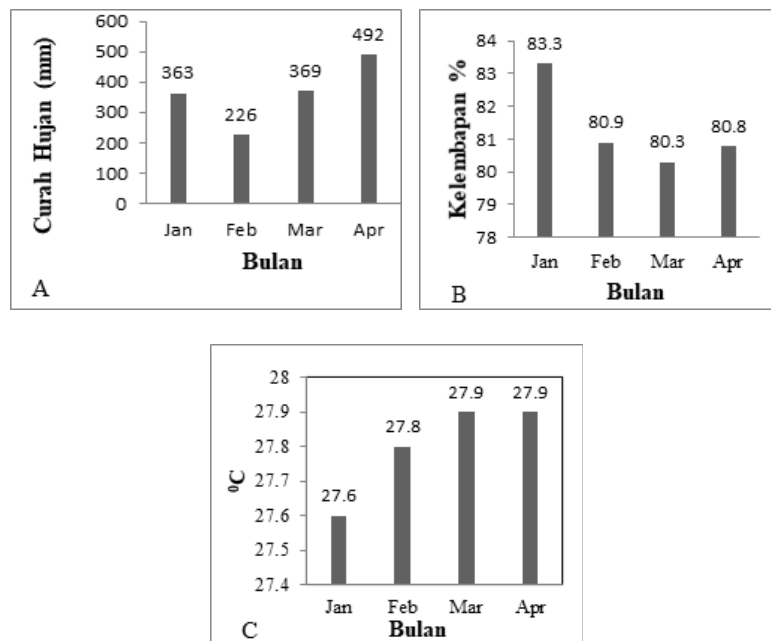 600
500
400
300
200
100
0
Curah Hujan (mm)
363
226
369
492
Jan Feb Mar Apr
Bulan
A
84
83
82
81
80
79
78
Kelembapan %
83.3
80.9
80.3
80.8
Jan Feb Mar Apr
Bulan
B
28
27.9
27.8
27.7
27.6
27.5
27.4
⁰C
27.6
27.8
27.9
27.9
Jan Feb Mar Apr
Bulan
C